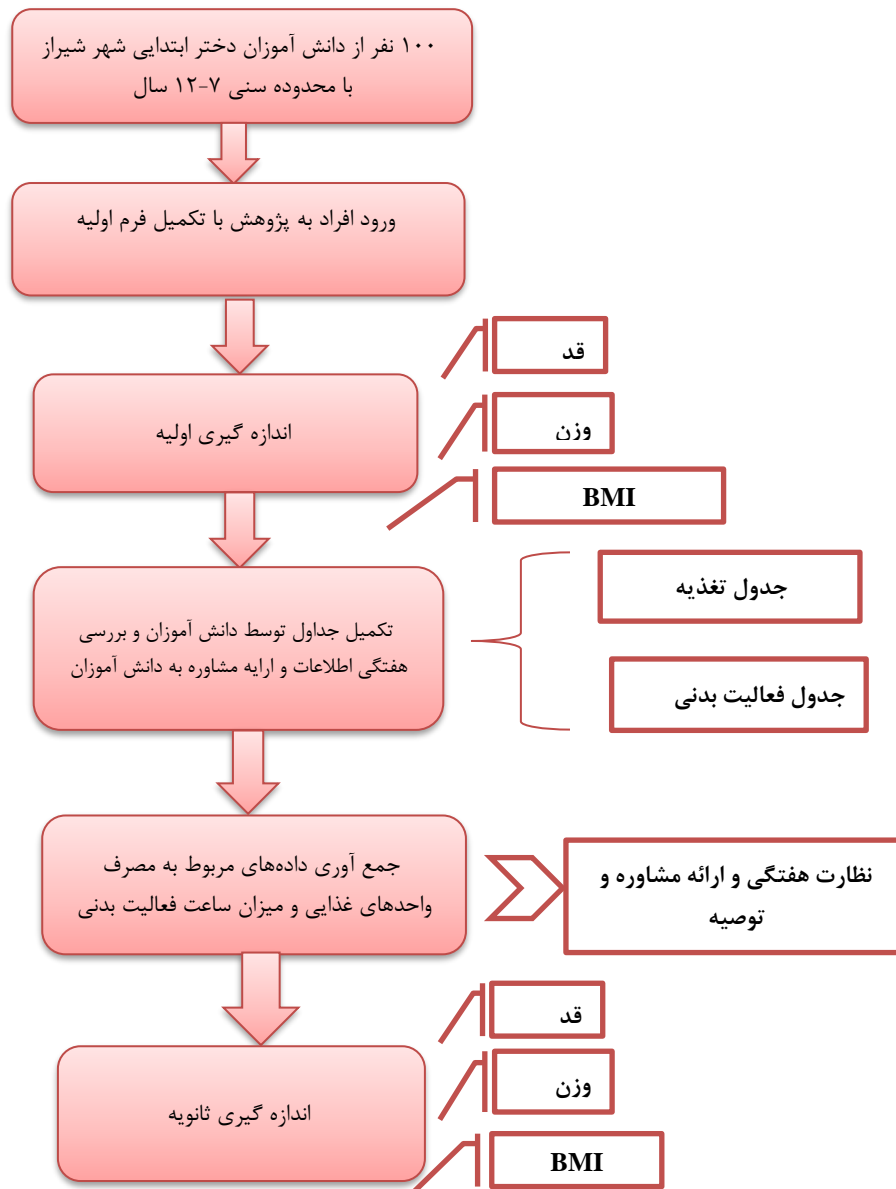 ۱۰۰ نفر از دانش آموزان دختر ابتدایی شهر شیراز
با محدوده سنی ۷-۱۲ سال
ورود افراد به پژوهش با تکمیل فرم اولیه
اندازه گیری اولیه
قد
وزن
BMI
تکمیل جداول توسط دانش آموزان و بررسی
هفتگی اطلاعات و ارایه مشاوره به دانش آموزان
جدول تغذیه
جدول فعالیت بدنی
جمع آوری داده‌های مربوط به مصرف
واحدهای غذایی و میزان ساعت فعالیت بدنی
نظارت هفتگی و ارائه مشاوره و
توصیه
اندازه گیری ثانویه
قد
وزن
BMI